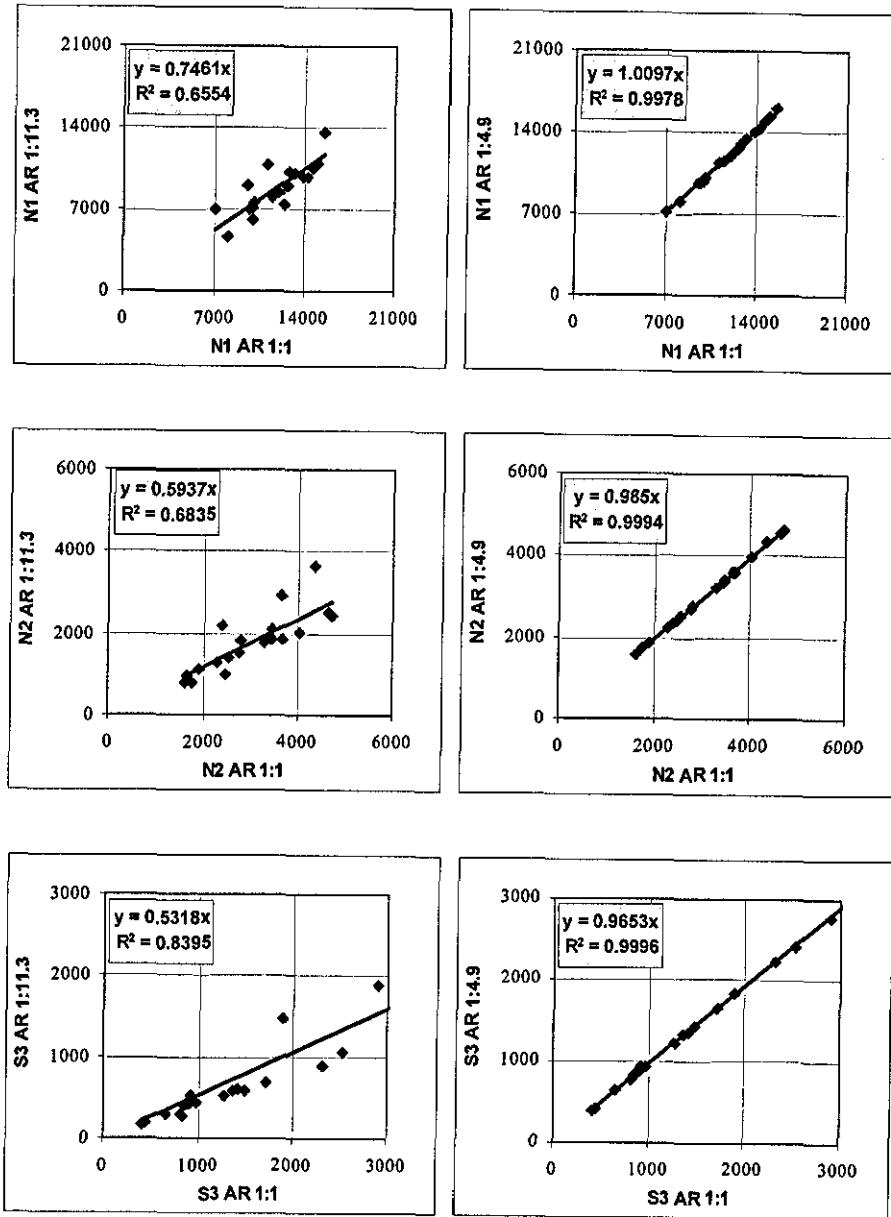 N1 AR 1:11.3
21000
14000
7000
0
y = 0.7461x
R² = 0.6554
0 7000 14000 21000
N1 AR 1:1
N1 AR 1:4.9
21000
14000
7000
0
y = 1.0097x
R² = 0.9978
0 7000 14000 21000
N1 AR 1:1
N2 AR 1:11.3
6000
4000
2000
0
y = 0.5937x
R² = 0.6835
0 2000 4000 6000
N2 AR 1:1
N2 AR 1:4.9
6000
4000
2000
0
y = 0.985x
R² = 0.9994
0 2000 4000 6000
N2 AR 1:1
S3 AR 1:11.3
3000
2000
1000
0
y = 0.5318x
R² = 0.8395
0 1000 2000 3000
S3 AR 1:1
S3 AR 1:4.9
3000
2000
1000
0
y = 0.9653x
R² = 0.9996
0 1000 2000 3000
S3 AR 1:1